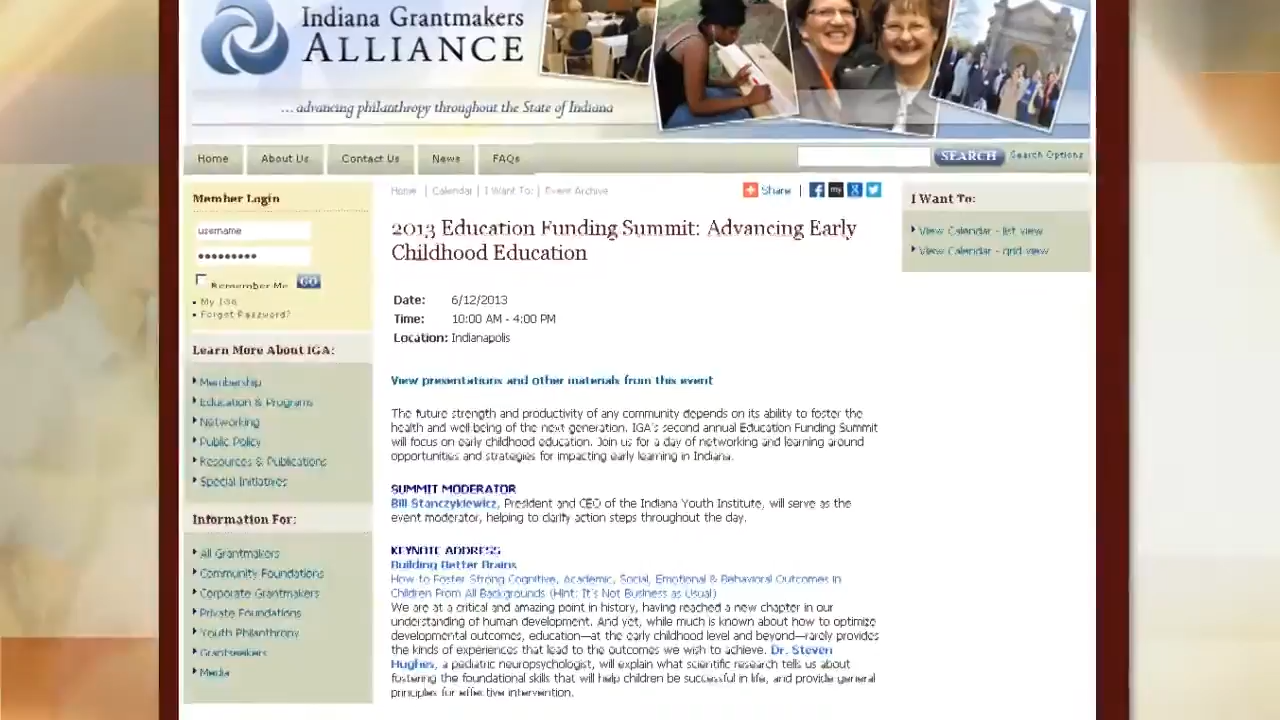 Indiana Grantmakers
ALLIANCE
... advancing philanthropy throughout the State of Indiana
Home
About Us
Contact Us
News
FAQs
SEARCH
Search Options
Member Login
username
Remember Me
GO
My IGA
Forgot Password?
Learn More About IGA:
Membership
Education & Programs
Networking
Public Policy
Resources & Publications
Special Initiatives
Information For:
All Grantmakers
Community Foundations
Corporate Grantmakers
Private Foundations
Youth Philanthropy
Grantseekers
Media
Home | Calendar | I Want To: | Event Archive
Share |
2013 Education Funding Summit: Advancing Early
Childhood Education
Date: 6/12/2013
Time: 10:00 AM - 4:00 PM
Location: Indianapolis
View presentations and other materials from this event
The future strength and productivity of any community depends on its ability to foster the
health and well being of the next generation. IGA's second annual Education Funding Summit
will focus on early childhood education. Join us for a day of networking and learning around
opportunities and strategies for impacting early learning in Indiana.
SUMMIT MODERATOR
Bill Stanczykiewicz, President and CEO of the Indiana Youth Institute, will serve as the
event moderator, helping to clarify action steps throughout the day.
KEYNOTE ADDRESS
Building Better Brains
How to Foster Strong Cognitive, Academic, Social, Emotional & Behavioral Outcomes in
Children From All Backgrounds (Hint: It's Not Business as Usual)
We are at a critical and amazing point in history, having reached a new chapter in our
understanding of human development. And yet, while much is known about how to optimize
developmental outcomes, education—at the early childhood level and beyond—rarely provides
the kinds of experiences that lead to the outcomes we wish to achieve. Dr. Steven
Hughes, a pediatric neuropsychologist, will explain what scientific research tells us about
fostering the foundational skills that will help children be successful in life, and provide general
principles for effective intervention.
I Want To:
View Calendar - list view
View Calendar - grid view